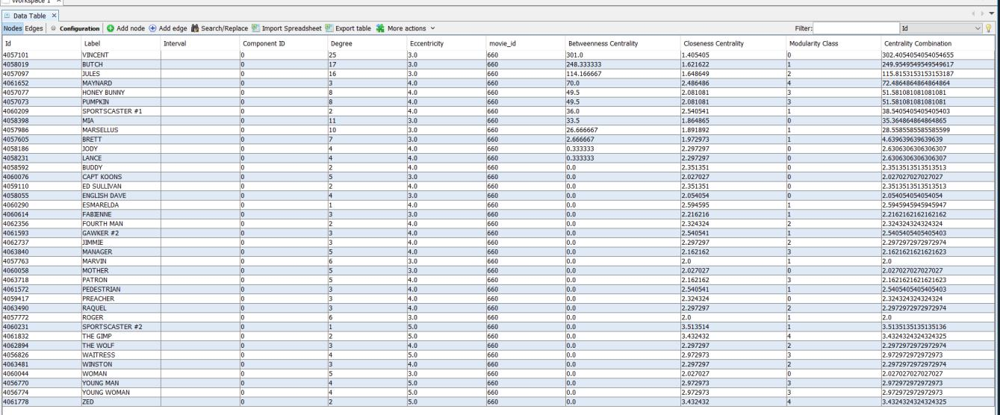 Workspace 1 ×
Data Table ×
Nodes Edges Configuration Add node Add edge Search/Replace Import Spreadsheet Export table More actions Filter: Id
Id Label Interval Component ID Degree Eccentricity movie_id Betweenness Centrality Closeness Centrality Modularity Class Centrality Combination
4057101 VINCENT 0 25 3.0 660 301.0 1.405405 0 302.4054054054054655
4058019 BUTCH 0 17 3.0 660 248.333333 1.621622 1 249.9549549549549617
4057097 JULES 0 16 3.0 660 114.166667 1.648649 2 115.8153153153153187
4061652 MAYNARD 0 3 4.0 660 70.0 2.486486 4 72.4864864864864864
4057077 HONEY BUNNY 0 8 4.0 660 49.5 2.081081 3 51.581081081081081
4057073 PUMPKIN 0 8 4.0 660 49.5 2.081081 3 51.581081081081081
4060209 SPORTSCASTER #1 0 2 4.0 660 36.0 2.540541 1 38.5405405405405403
4058398 MIA 0 11 3.0 660 33.5 1.864865 0 35.364864864864865
4057986 MARSELLUS 0 10 3.0 660 26.666667 1.891892 1 28.5585585585585599
4057605 BRETT 0 7 3.0 660 2.666667 1.972973 1 4.639639639639639
4058186 JODY 0 4 4.0 660 0.333333 2.297297 0 2.6306306306306307
4058231 LANCE 0 4 4.0 660 0.333333 2.297297 0 2.6306306306306307
4058592 BUDDY 0 2 4.0 660 0.0 2.351351 0 2.3513513513513513
4060076 CAPT KOONS 0 5 3.0 660 0.0 2.027027 0 2.027027027027027
4059110 ED SULLIVAN 0 2 4.0 660 0.0 2.351351 0 2.3513513513513513
4058055 ENGLISH DAVE 0 4 3.0 660 0.0 2.054054 0 2.054054054054054
4060290 ESMARELDA 0 1 4.0 660 0.0 2.594595 1 2.5945945945945947
4060614 FABIENNE 0 3 3.0 660 0.0 2.216216 1 2.2162162162162162
4062356 FOURTH MAN 0 2 4.0 660 0.0 2.324324 2 2.324324324324324
4061593 GAWKER #2 0 3 4.0 660 0.0 2.540541 1 2.5405405405405403
4062737 JIMMIE 0 3 4.0 660 0.0 2.297297 2 2.2972972972972974
4063840 MANAGER 0 5 4.0 660 0.0 2.162162 3 2.1621621621621623
4057763 MARVIN 0 6 3.0 660 0.0 2.0 1 2.0
4060058 MOTHER 0 5 3.0 660 0.0 2.027027 0 2.027027027027027
4063718 PATRON 0 5 4.0 660 0.0 2.162162 3 2.1621621621621623
4061572 PEDESTRIAN 0 3 4.0 660 0.0 2.540541 1 2.5405405405405403
4059417 PREACHER 0 3 4.0 660 0.0 2.324324 0 2.324324324324324
4063490 RAQUEL 0 3 4.0 660 0.0 2.297297 2 2.2972972972972974
4057772 ROGER 0 6 3.0 660 0.0 2.0 1 2.0
4060231 SPORTSCASTER #2 0 1 5.0 660 0.0 3.513514 1 3.5135135135135136
4061832 THE GIMP 0 2 5.0 660 0.0 3.432432 4 3.4324324324324325
4062894 THE WOLF 0 3 4.0 660 0.0 2.297297 2 2.2972972972972974
4056826 WAITRESS 0 4 5.0 660 0.0 2.972973 3 2.972972972972973
4063481 WINSTON 0 3 4.0 660 0.0 2.297297 2 2.2972972972972974
4060044 WOMAN 0 5 3.0 660 0.0 2.027027 0 2.027027027027027
4056770 YOUNG MAN 0 4 5.0 660 0.0 2.972973 3 2.972972972972973
4056774 YOUNG WOMAN 0 4 5.0 660 0.0 2.972973 3 2.972972972972973
4061778 ZED 0 2 5.0 660 0.0 3.432432 4 3.4324324324324325